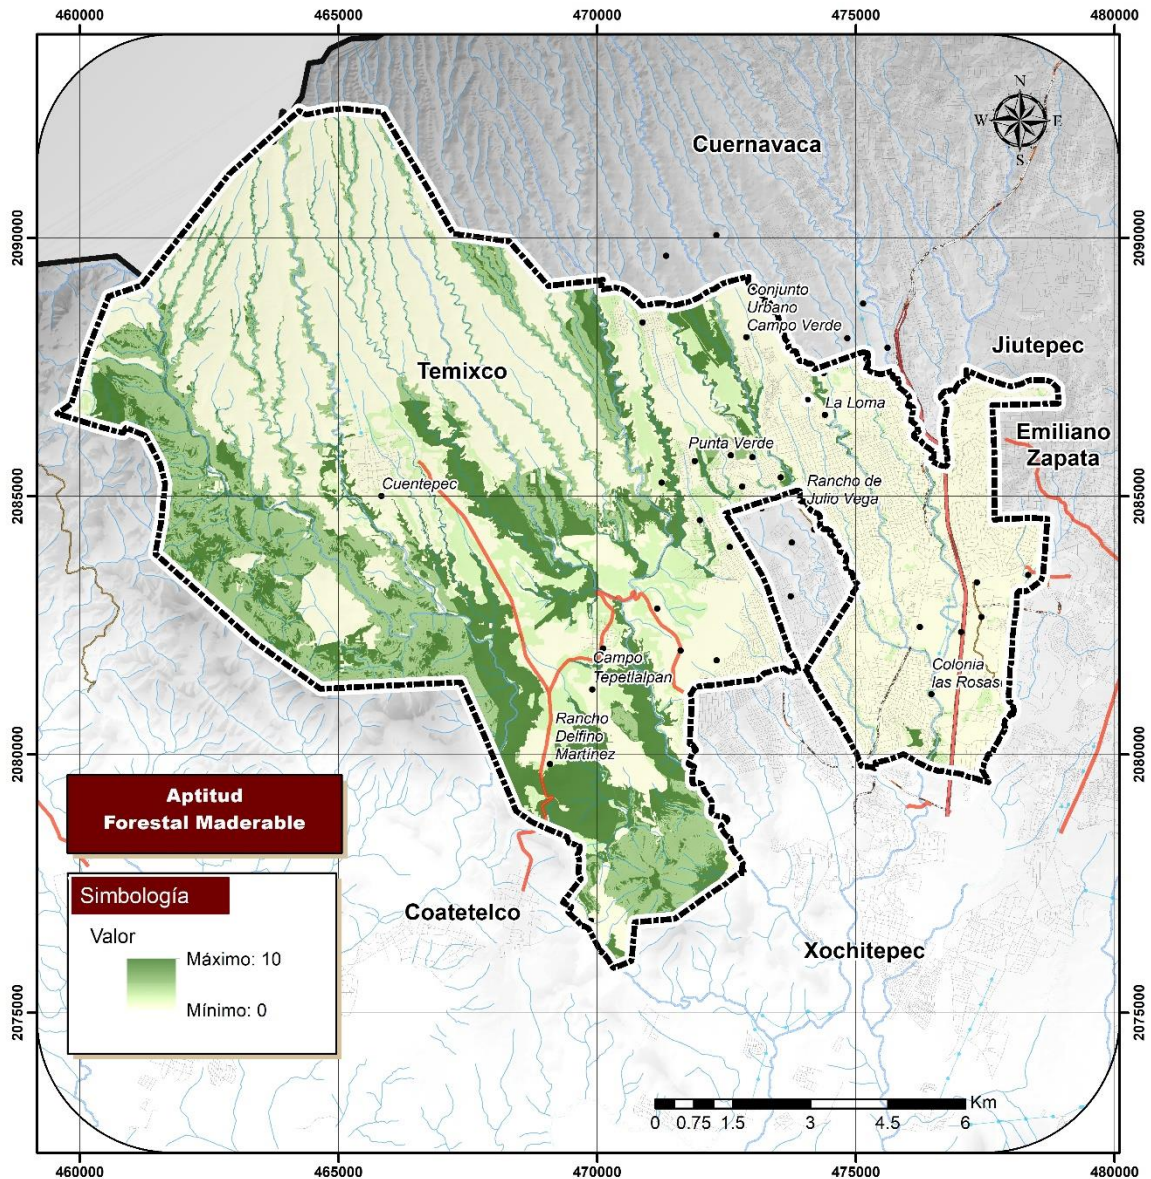 460000 465000 470000 475000 480000
N
W E
S
Cuernavaca
2090000 2090000
Conjunto
Urbano
Campo Verde
Jiutepec
Temixco
La Loma
Emiliano
Zapata
Punta Verde
Cuentepec
Rancho de
Julio Vega
2085000 2085000
Campo
Tepetlalpan
Colonia
las Rosas
Rancho
Delfino
Martínez
2080000 2080000
Aptitud
Forestal Maderable
Simbología
Valor
Máximo: 10
Mínimo: 0
Coatetelco
Xochitepec
2075000 2075000
Km
0 0.75 1.5 3 4.5 6
460000 465000 470000 475000 480000